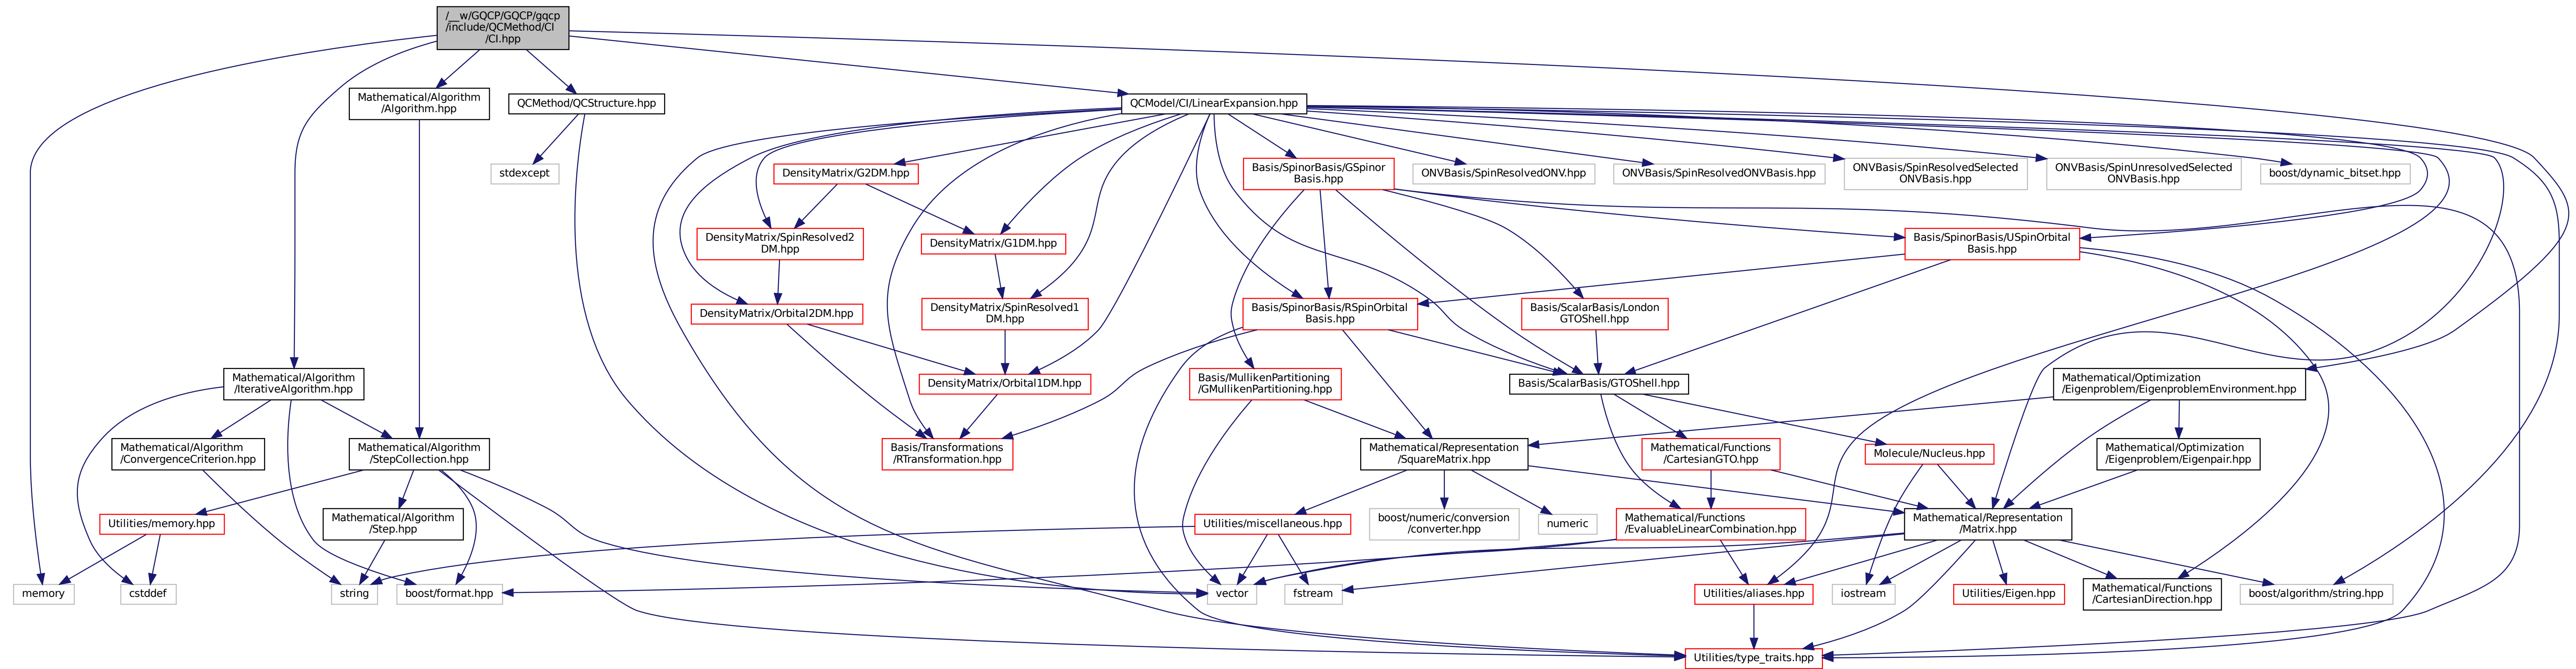 /__w/GQCP/GQCP/gqcp
/include/QCMethod/CI
/CI.hpp
Mathematical/Algorithm
/Algorithm.hpp
QCMethod/QCStructure.hpp
QCModel/CI/LinearExpansion.hpp
stdexcept
DensityMatrix/G2DM.hpp
Basis/SpinorBasis/GSpinor
Basis.hpp
ONVBasis/SpinResolvedONV.hpp
ONVBasis/SpinResolvedONVBasis.hpp
ONVBasis/SpinResolvedSelected
ONVBasis.hpp
ONVBasis/SpinUnresolvedSelected
ONVBasis.hpp
boost/dynamic_bitset.hpp
DensityMatrix/SpinResolved2
DM.hpp
DensityMatrix/G1DM.hpp
Basis/SpinorBasis/USpinOrbital
Basis.hpp
DensityMatrix/Orbital2DM.hpp
DensityMatrix/SpinResolved1
DM.hpp
Basis/SpinorBasis/RSpinOrbital
Basis.hpp
Basis/ScalarBasis/London
GTOShell.hpp
Mathematical/Algorithm
/IterativeAlgorithm.hpp
DensityMatrix/Orbital1DM.hpp
Basis/MullikenPartitioning
/GMullikenPartitioning.hpp
Basis/ScalarBasis/GTOShell.hpp
Mathematical/Optimization
/Eigenproblem/EigenproblemEnvironment.hpp
Mathematical/Algorithm
/ConvergenceCriterion.hpp
Mathematical/Algorithm
/StepCollection.hpp
Basis/Transformations
/RTransformation.hpp
Mathematical/Representation
/SquareMatrix.hpp
Mathematical/Functions
/CartesianGTO.hpp
Molecule/Nucleus.hpp
Mathematical/Optimization
/Eigenproblem/Eigenpair.hpp
Utilities/memory.hpp
Mathematical/Algorithm
/Step.hpp
Utilities/miscellaneous.hpp
boost/numeric/conversion
/converter.hpp
numeric
Mathematical/Functions
/EvaluableLinearCombination.hpp
Mathematical/Representation
/Matrix.hpp
memory
cstddef
string
boost/format.hpp
vector
fstream
Utilities/aliases.hpp
iostream
Utilities/Eigen.hpp
Mathematical/Functions
/CartesianDirection.hpp
boost/algorithm/string.hpp
Utilities/type_traits.hpp